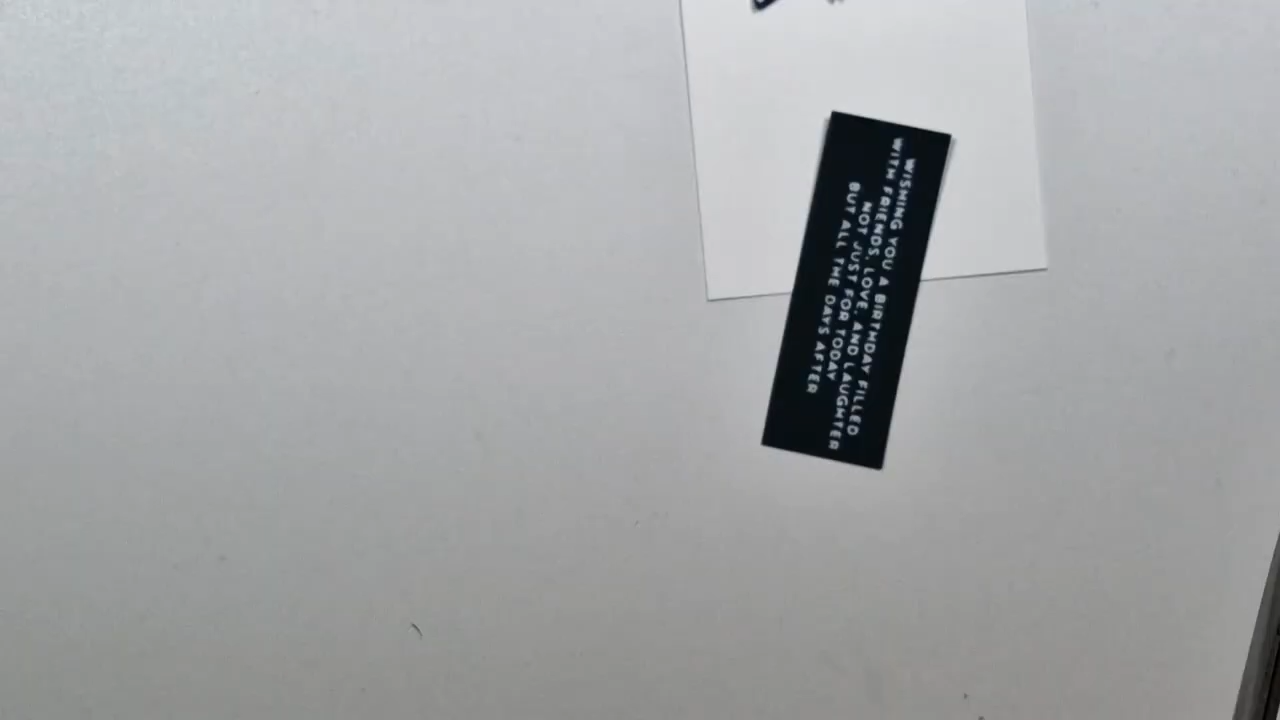 WISHING YOU A BIRTHDAY FILLED
WITH FRIENDS, LOVE, AND LAUGHTER
NOT JUST FOR TODAY
BUT ALL THE DAYS AFTER